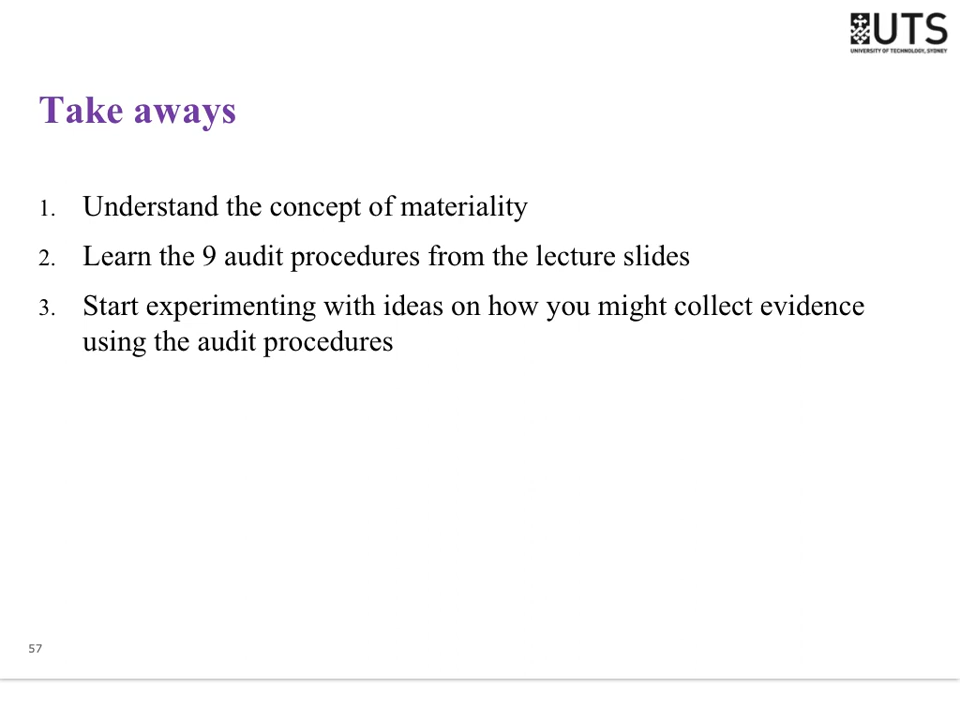 UTS
UNIVERSITY OF TECHNOLOGY, SYDNEY
Take aways
1. Understand the concept of materiality
2. Learn the 9 audit procedures from the lecture slides
3. Start experimenting with ideas on how you might collect evidence
using the audit procedures
57